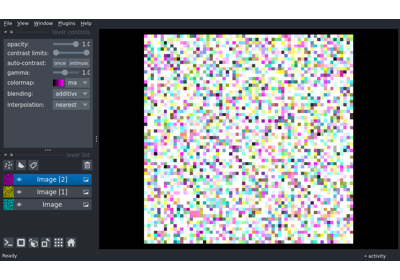 File View Window Plugins Help
layer controls
opacity: 1.0
contrast limits:
auto-contrast: once
gamma: 1.0
colormap: ma
blending: additive
interpolation: nearest
layer list
Image [2]
Image [1]
Image
Ready activity